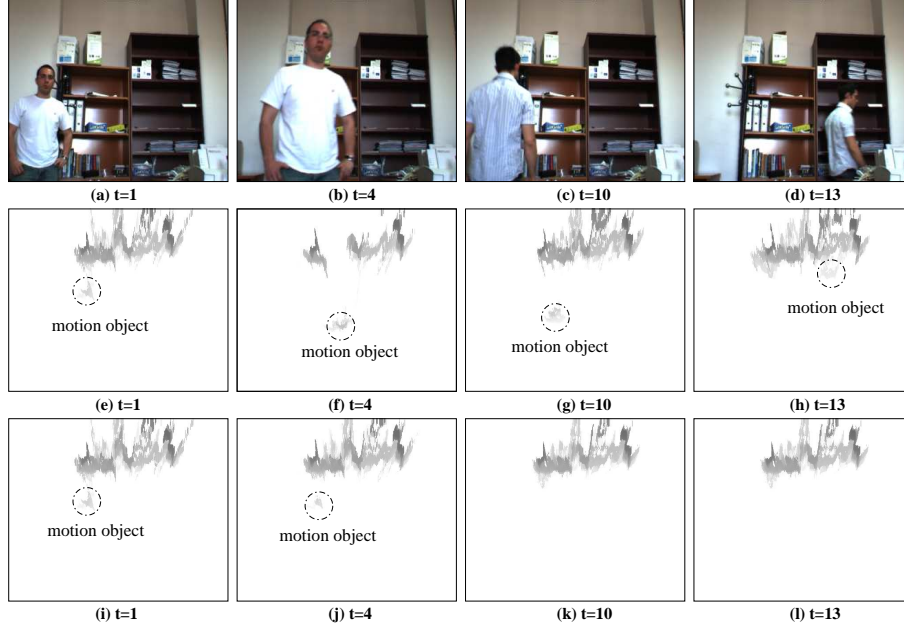 (a) t=1
(b) t=4
(c) t=10
(d) t=13
motion object
motion object
motion object
motion object
(e) t=1
(f) t=4
(g) t=10
(h) t=13
motion object
motion object
(i) t=1
(j) t=4
(k) t=10
(l) t=13